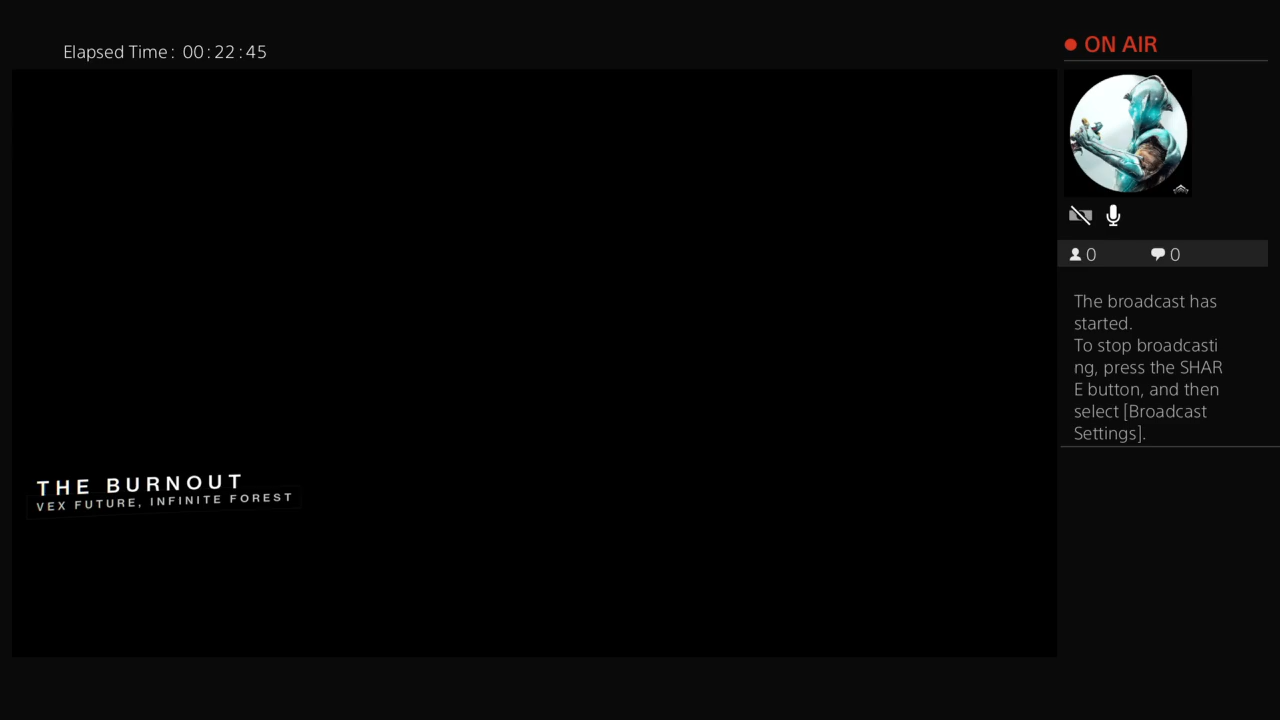 Elapsed Time: 00:22:45
ON AIR
0 0
The broadcast has
started.
To stop broadcasti
ng, press the SHAR
E button, and then
select [Broadcast
Settings].
THE BURNOUT
VEX FUTURE, INFINITE FOREST